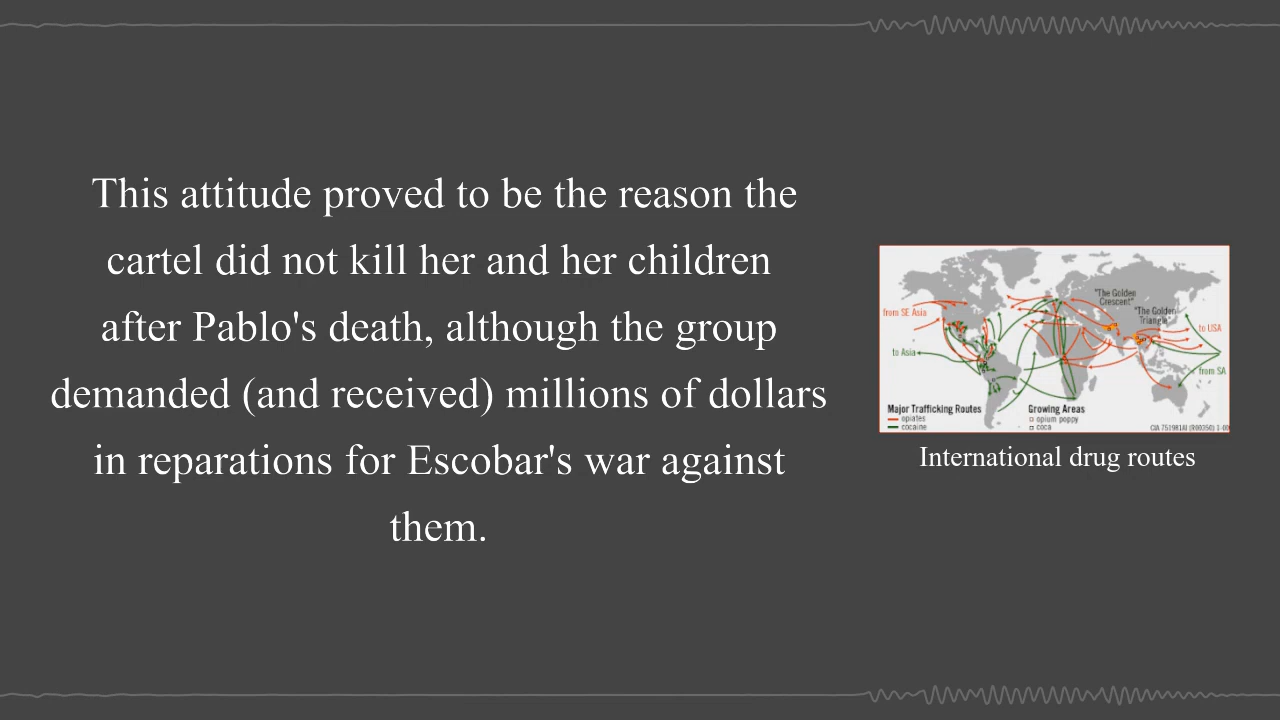 This attitude proved to be the reason the
cartel did not kill her and her children
after Pablo's death, although the group
demanded (and received) millions of dollars
in reparations for Escobar's war against
them.
"The Golden
Crescent"
"The Golden
Triangle"
from SE Asia
to USA
to Asia
from SA
Major Trafficking Routes
opiates
cocaine
Growing Areas
opium poppy
coca
International drug routes